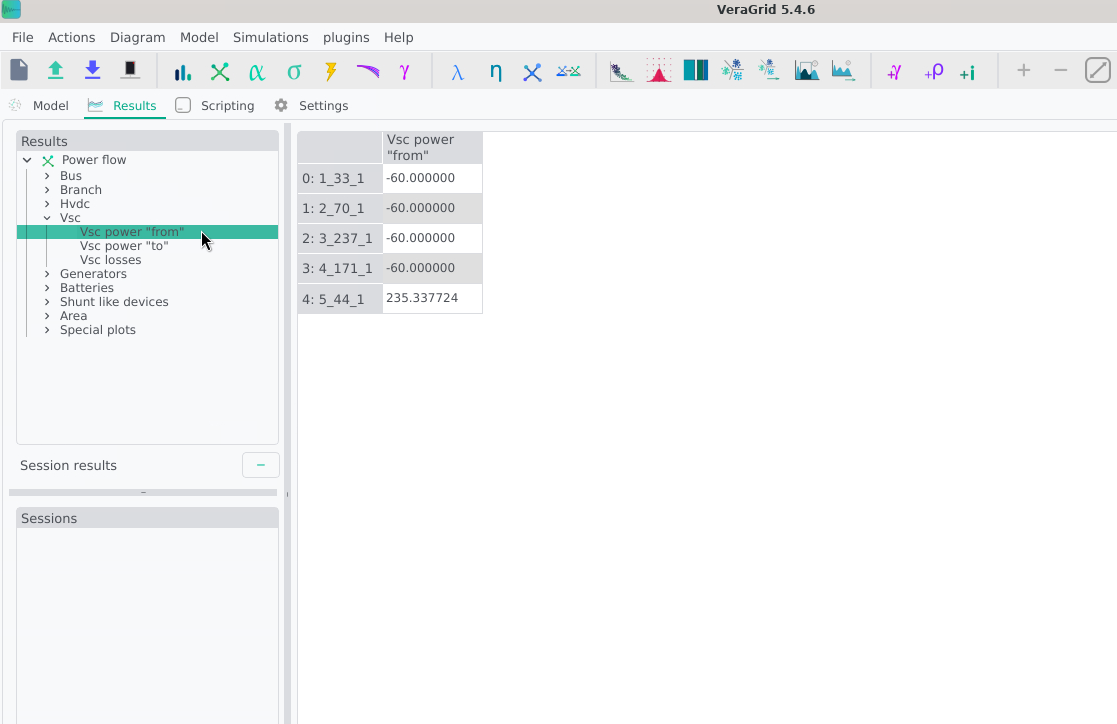 VeraGrid 5.4.6
File Actions Diagram Model Simulations plugins Help
α σ γ λ η +γ +ρ +i
Model Results Scripting Settings
Results
Power flow
Bus
Branch
Hvdc
Vsc
Vsc power "from"
Vsc power "to"
Vsc losses
Generators
Batteries
Shunt like devices
Area
Special plots
Session results
Sessions
Vsc power
"from"
0: 1_33_1 -60.000000
1: 2_70_1 -60.000000
2: 3_237_1 -60.000000
3: 4_171_1 -60.000000
4: 5_44_1 235.337724